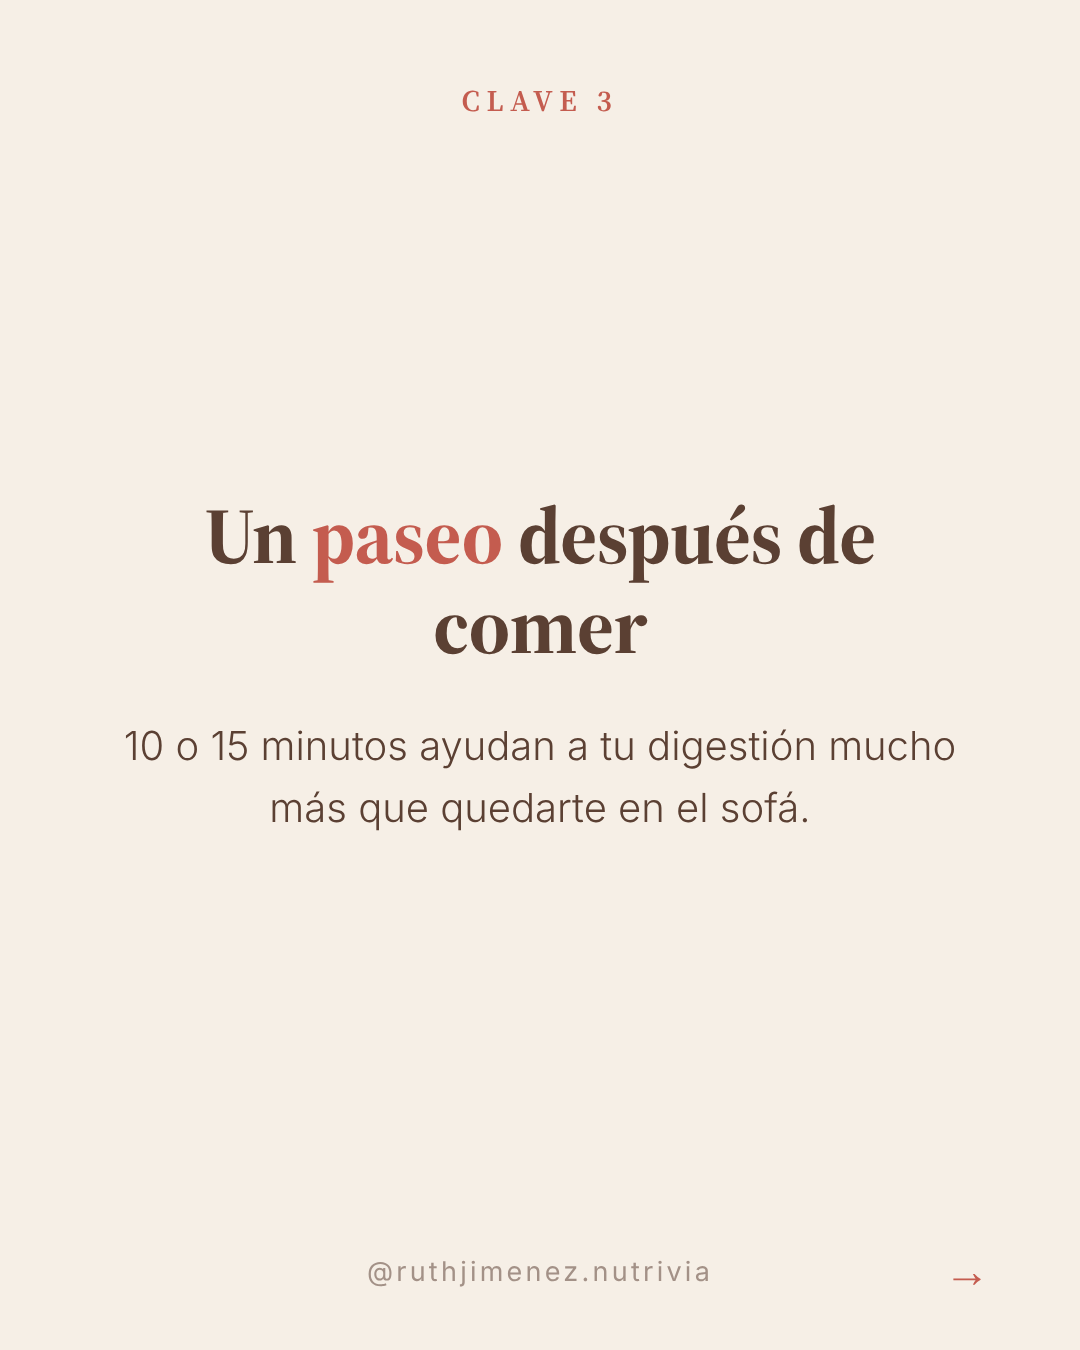 CLAVE 3
Un paseo después de
comer
10 o 15 minutos ayudan a tu digestión mucho
más que quedarte en el sofá.
@ruthjimenez.nutrivia →